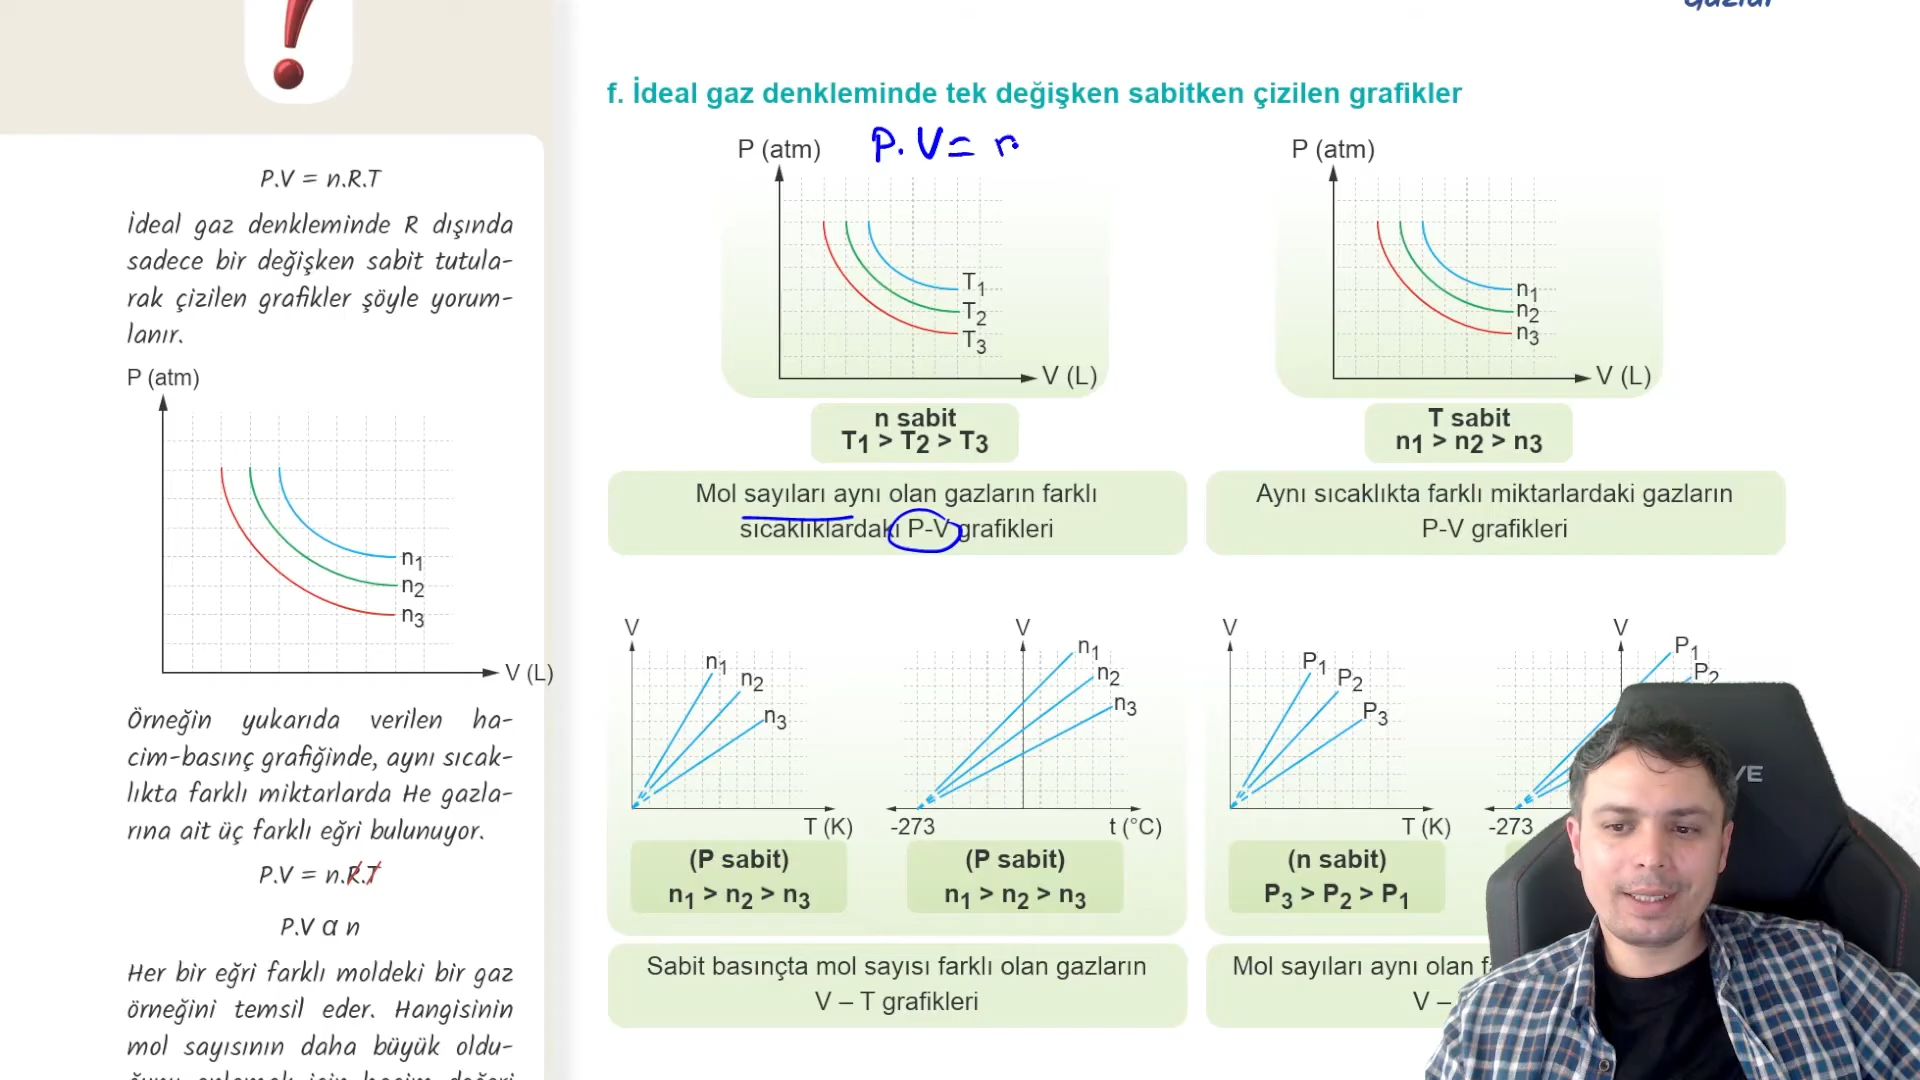 P.V = n.R.T
İdeal gaz denkleminde R dışında
sadece bir değişken sabit tutula-
rak çizilen grafikler şöyle yorum-
lanır.
P (atm)
n1
n2
n3
V (L)
Örneğin yukarıda verilen ha-
cim-basınç grafiğinde, aynı sıcak-
lıkta farklı miktarlarda He gazla-
rına ait üç farklı eğri bulunuyor.
P.V = n.R.T
P.V α n
Her bir eğri farklı moldeki bir gaz
örneğini temsil eder. Hangisinin
mol sayısının daha büyük oldu-
ğunu anlamak için hacim değeri
Gazlar
f. İdeal gaz denkleminde tek değişken sabitken çizilen grafikler
P (atm)
P.V = n
T1
T2
T3
V (L)
n sabit
T1 > T2 > T3
Mol sayıları aynı olan gazların farklı
sıcaklıklardaki P-V grafikleri
P (atm)
n1
n2
n3
V (L)
T sabit
n1 > n2 > n3
Aynı sıcaklıkta farklı miktarlardaki gazların
P-V grafikleri
V
n1
n2
n3
T (K)
(P sabit)
n1 > n2 > n3
V
n1
n2
n3
-273
t (°C)
(P sabit)
n1 > n2 > n3
Sabit basınçta mol sayısı farklı olan gazların
V – T grafikleri
V
P1
P2
P3
T (K)
(n sabit)
P3 > P2 > P1
V
P1
P2
-273
Mol sayıları aynı olan f
V –